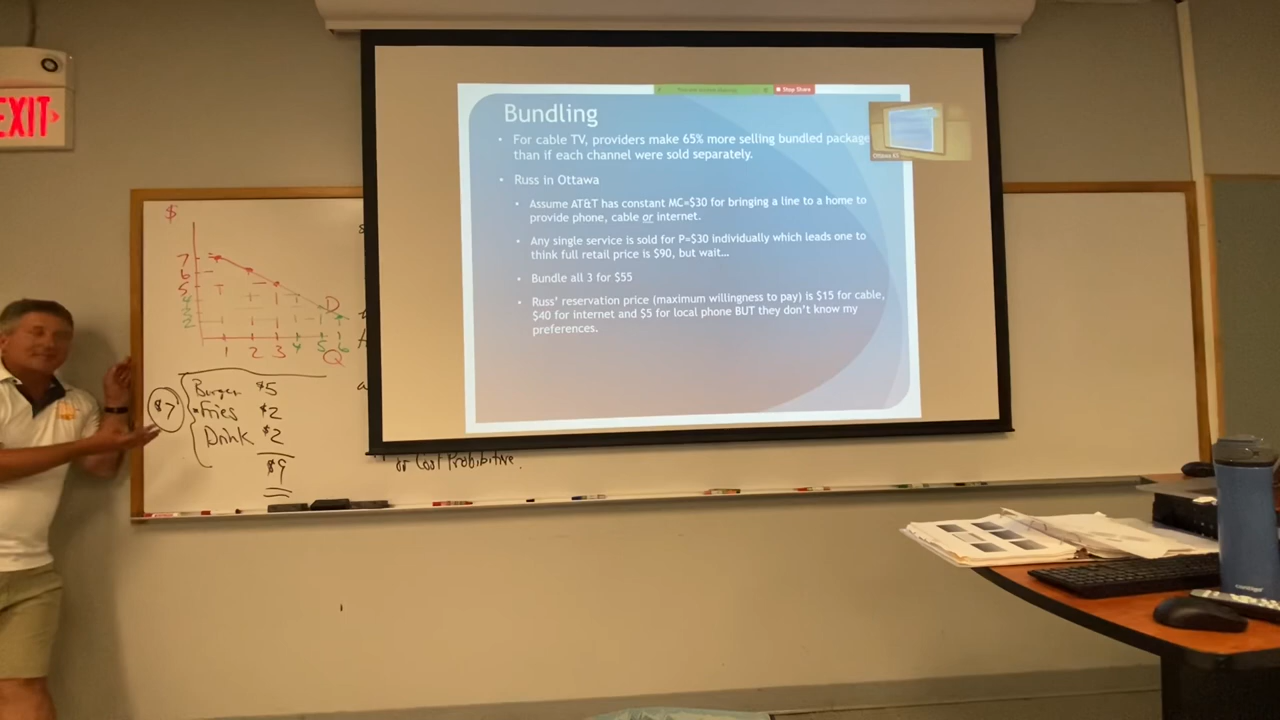 EXIT
Stop Share
Bundling
For cable TV, providers make 65% more selling bundled package
than if each channel were sold separately.
Russ in Ottawa
Assume AT&T has constant MC=$30 for bringing a line to a home to
provide phone, cable or internet.
Any single service is sold for P=$30 individually which leads one to
think full retail price is $90, but wait…
Bundle all 3 for $55
Russ’ reservation price (maximum willingness to pay) is $15 for cable,
$40 for internet and $5 for local phone BUT they don’t know my
preferences.
$
7
6
5
4
3
2
D
1 2 3 4 5 6
Q
$7
Burger $5
Fries $2
Drink $2
$9
or Cost Prohibitive.